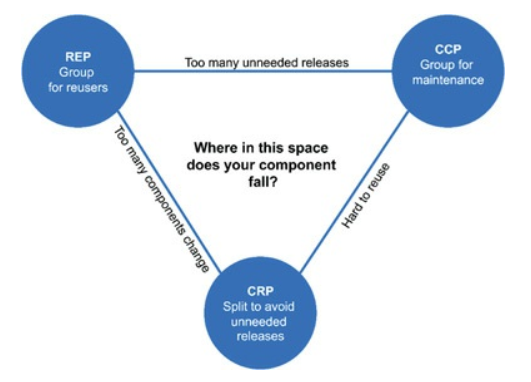 REP
Group
for reusers
Too many unneeded releases
CCP
Group for
maintenance
Too many components change
Where in this space
does your component
fall?
Hard to reuse
CRP
Split to avoid
unneeded
releases